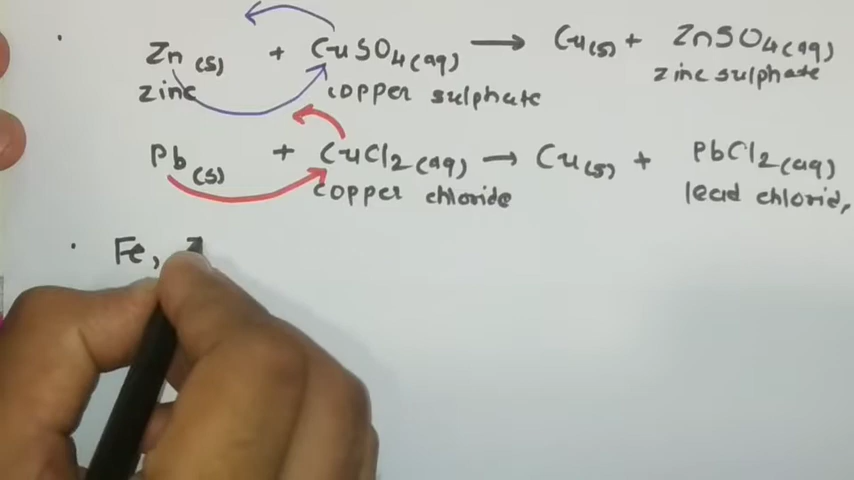 Zn (s) + CuSO4 (aq) → Cu(s) + ZnSO4 (aq)
zinc copper sulphate zinc sulphate
Pb (s) + CuCl2 (aq) → Cu(s) + PbCl2 (aq)
copper chloride lead chlorid,
• Fe,